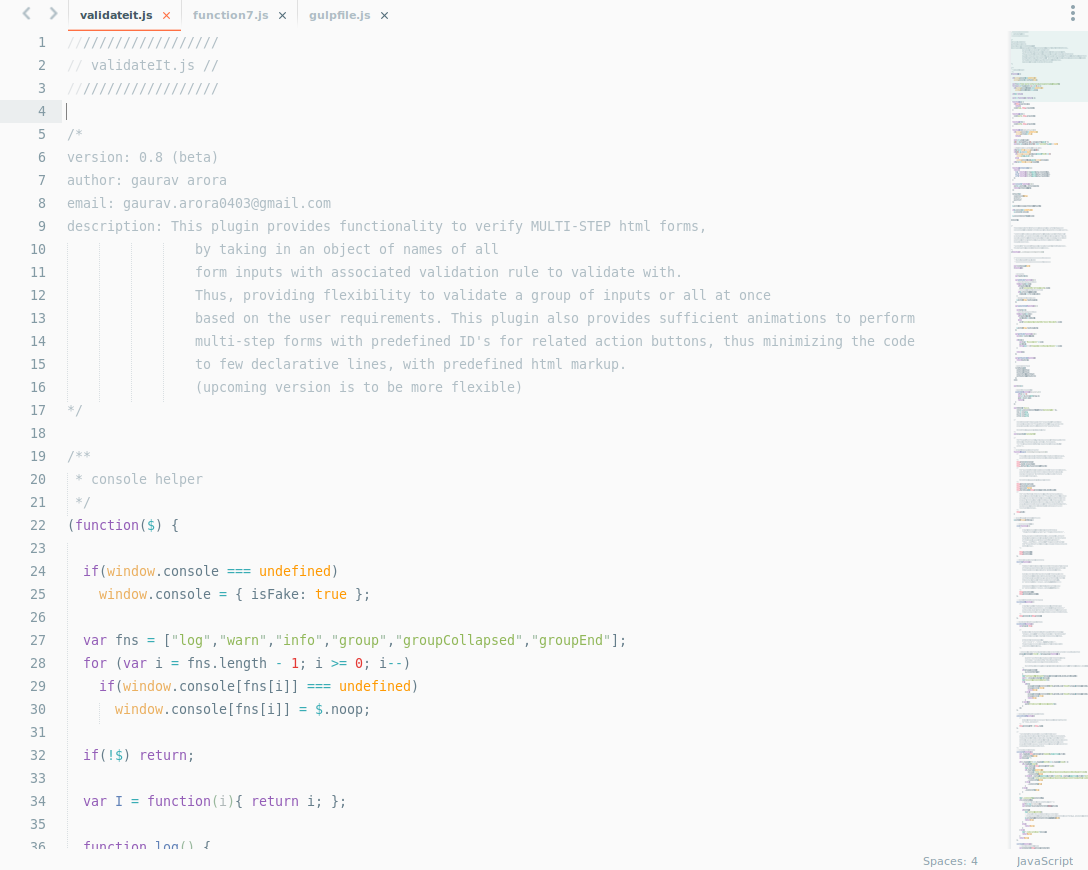 validateit.js × function7.js × gulpfile.js ×
1 ///////////////////
2 // validateIt.js //
3 ///////////////////
4
5 /*
6 version: 0.8 (beta)
7 author: gaurav arora
8 email: gaurav.arora0403@gmail.com
9 description: This plugin provides functionality to verify MULTI-STEP html forms,
10 by taking in an object of names of all
11 form inputs with associated validation rule to validate with.
12 Thus, providing flexibility to validate a group of inputs or all at once
13 based on the user requirements. This plugin also provides sufficient animations to perform
14 multi-step forms with predefined ID's for related action buttons, thus minimizing the code
15 to few declarative lines, with predefined html markup.
16 (upcoming version is to be more flexible)
17 */
18
19 /**
20 * console helper
21 */
22 (function($) {
23
24 if(window.console === undefined)
25 window.console = { isFake: true };
26
27 var fns = ["log","warn","info","group","groupCollapsed","groupEnd"];
28 for (var i = fns.length - 1; i >= 0; i--)
29 if(window.console[fns[i]] === undefined)
30 window.console[fns[i]] = $.noop;
31
32 if(!$) return;
33
34 var I = function(i){ return i; };
35
36 function log() {
Spaces: 4 JavaScript